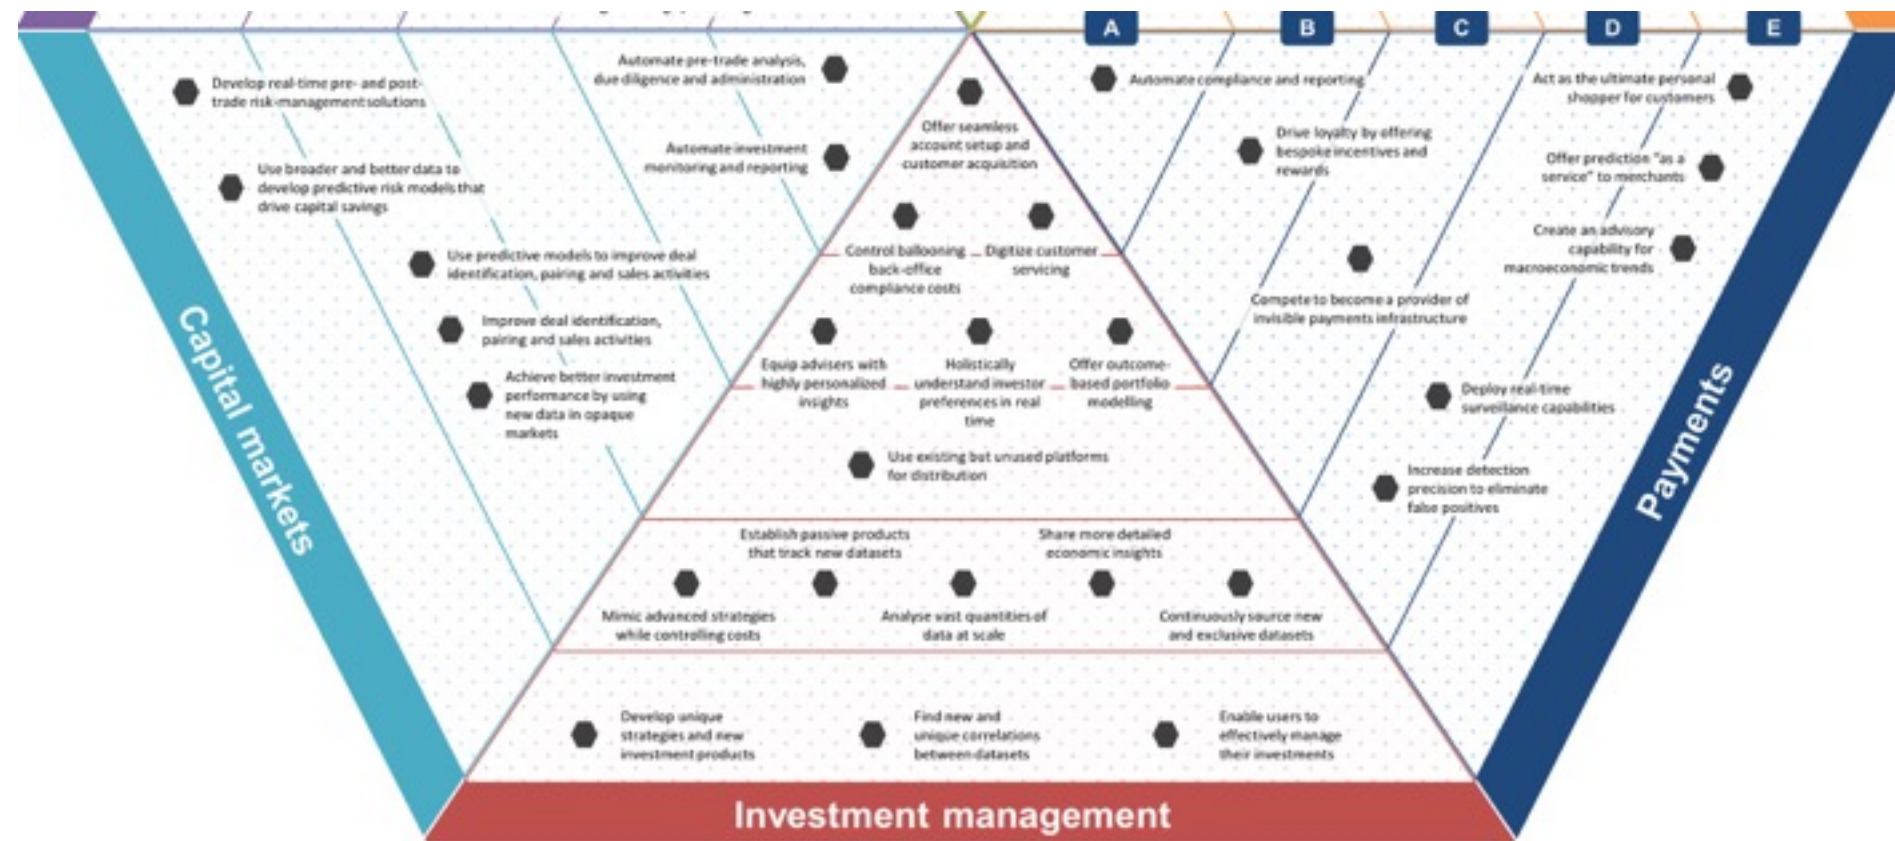 A
B
C
D
E
Develop real-time pre- and post-
trade risk-management solutions
Use broader and better data to
develop predictive risk models that
drive capital savings
Automate pre-trade analysis,
due diligence and administration
Automate investment
monitoring and reporting
Use predictive models to improve deal
identification, pairing and sales activities
Improve deal identification,
pairing and sales activities
Achieve better investment
performance by using
new data in opaque
markets
Capital markets
Offer seamless
account setup and
customer acquisition
Control ballooning
back-office
compliance costs
Digitize customer
servicing
Equip advisers with
highly personalized
insights
Holistically
understand investor
preferences in real
time
Offer outcome-
based portfolio
modelling
Use existing but unused platforms
for distribution
Establish passive products
that track new datasets
Share more detailed
economic insights
Mimic advanced strategies
while controlling costs
Analyse vast quantities of
data at scale
Continuously source new
and exclusive datasets
Develop unique
strategies and new
investment products
Find new and
unique correlations
between datasets
Enable users to
effectively manage
their investments
Investment management
Automate compliance and reporting
Drive loyalty by offering
bespoke incentives and
rewards
Act as the ultimate personal
shopper for customers
Offer prediction "as a
service" to merchants
Create an advisory
capability for
macroeconomic trends
Compete to become a provider of
invisible payments infrastructure
Deploy real-time
surveillance capabilities
Increase detection
precision to eliminate
false positives
Payments